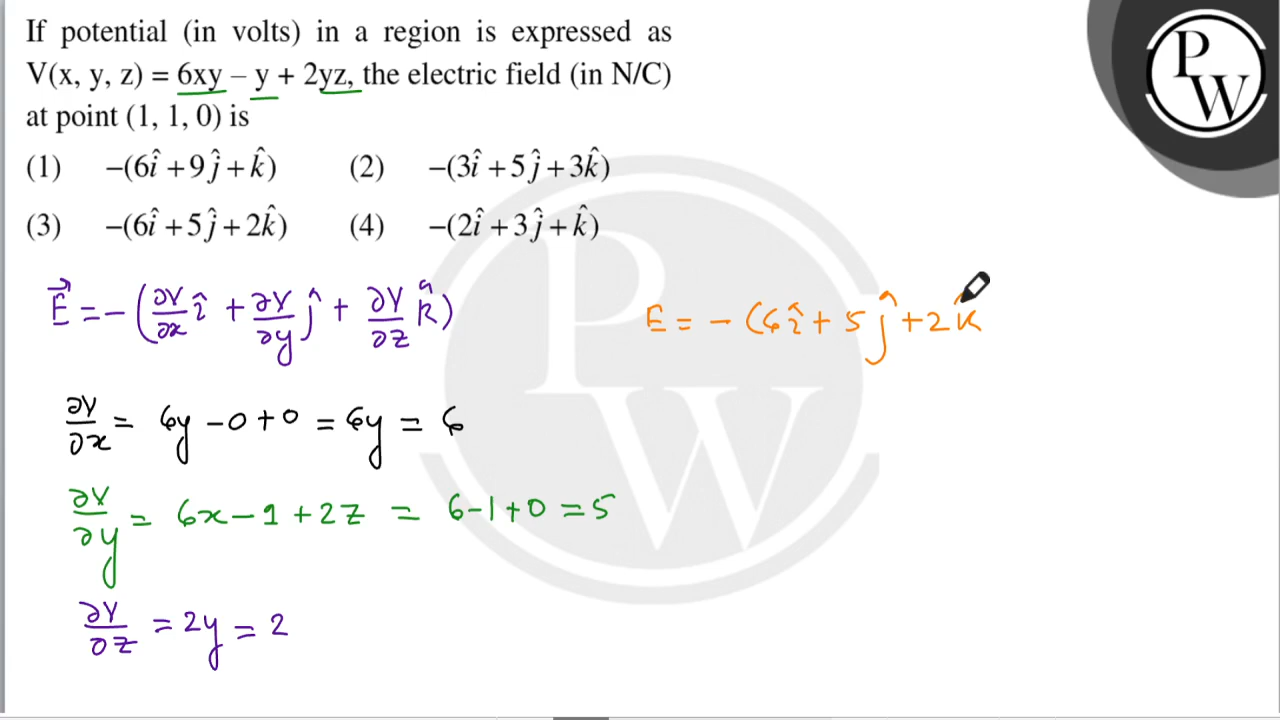 If potential (in volts) in a region is expressed as
V(x, y, z) = 6xy – y + 2yz, the electric field (in N/C)
at point (1, 1, 0) is
(1) –(6î + 9ĵ + k̂) (2) –(3î + 5ĵ + 3k̂)
(3) –(6î + 5ĵ + 2k̂) (4) –(2î + 3ĵ + k̂)
E⃗ = – (∂V/∂x î + ∂V/∂y ĵ + ∂V/∂z k̂)
E = – (6î + 5ĵ + 2k̂
∂V/∂x = 6y – 0 + 0 = 6y = 6
∂V/∂y = 6x – 1 + 2z = 6 – 1 + 0 = 5
∂V/∂z = 2y = 2
P
W
P
W